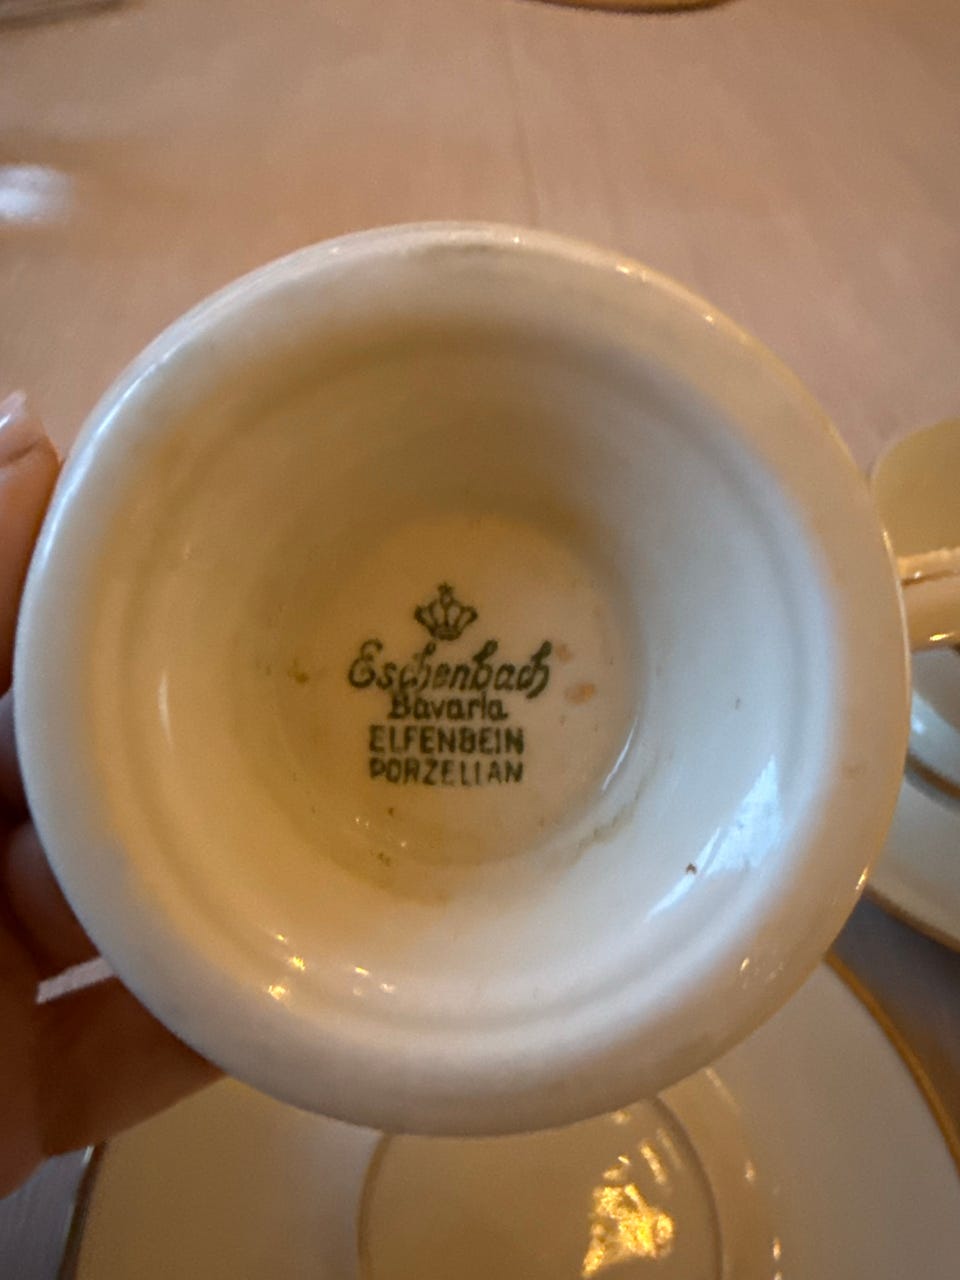 Eschenbach
Bavaria
ELFENBEIN
PORZELLAN